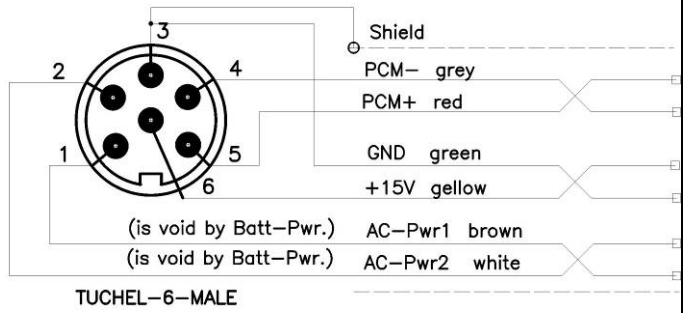 3
Shield
2
4
PCM- grey
PCM+ red
1
5
GND green
6
+15V gellow
(is void by Batt-Pwr.) AC-Pwr1 brown
(is void by Batt-Pwr.) AC-Pwr2 white
TUCHEL-6-MALE